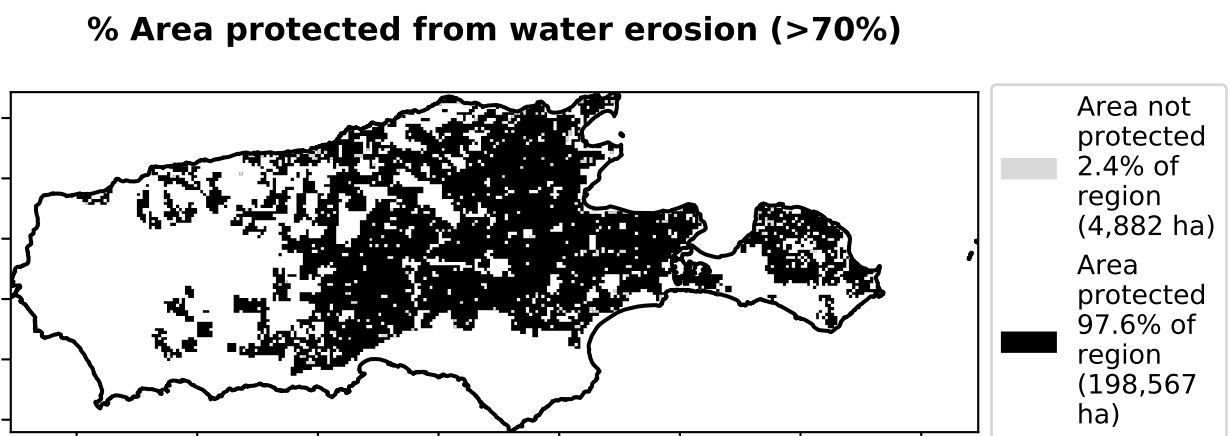 % Area protected from water erosion (>70%)
Area not
protected
2.4% of
region
(4,882 ha)
Area
protected
97.6% of
region
(198,567
ha)